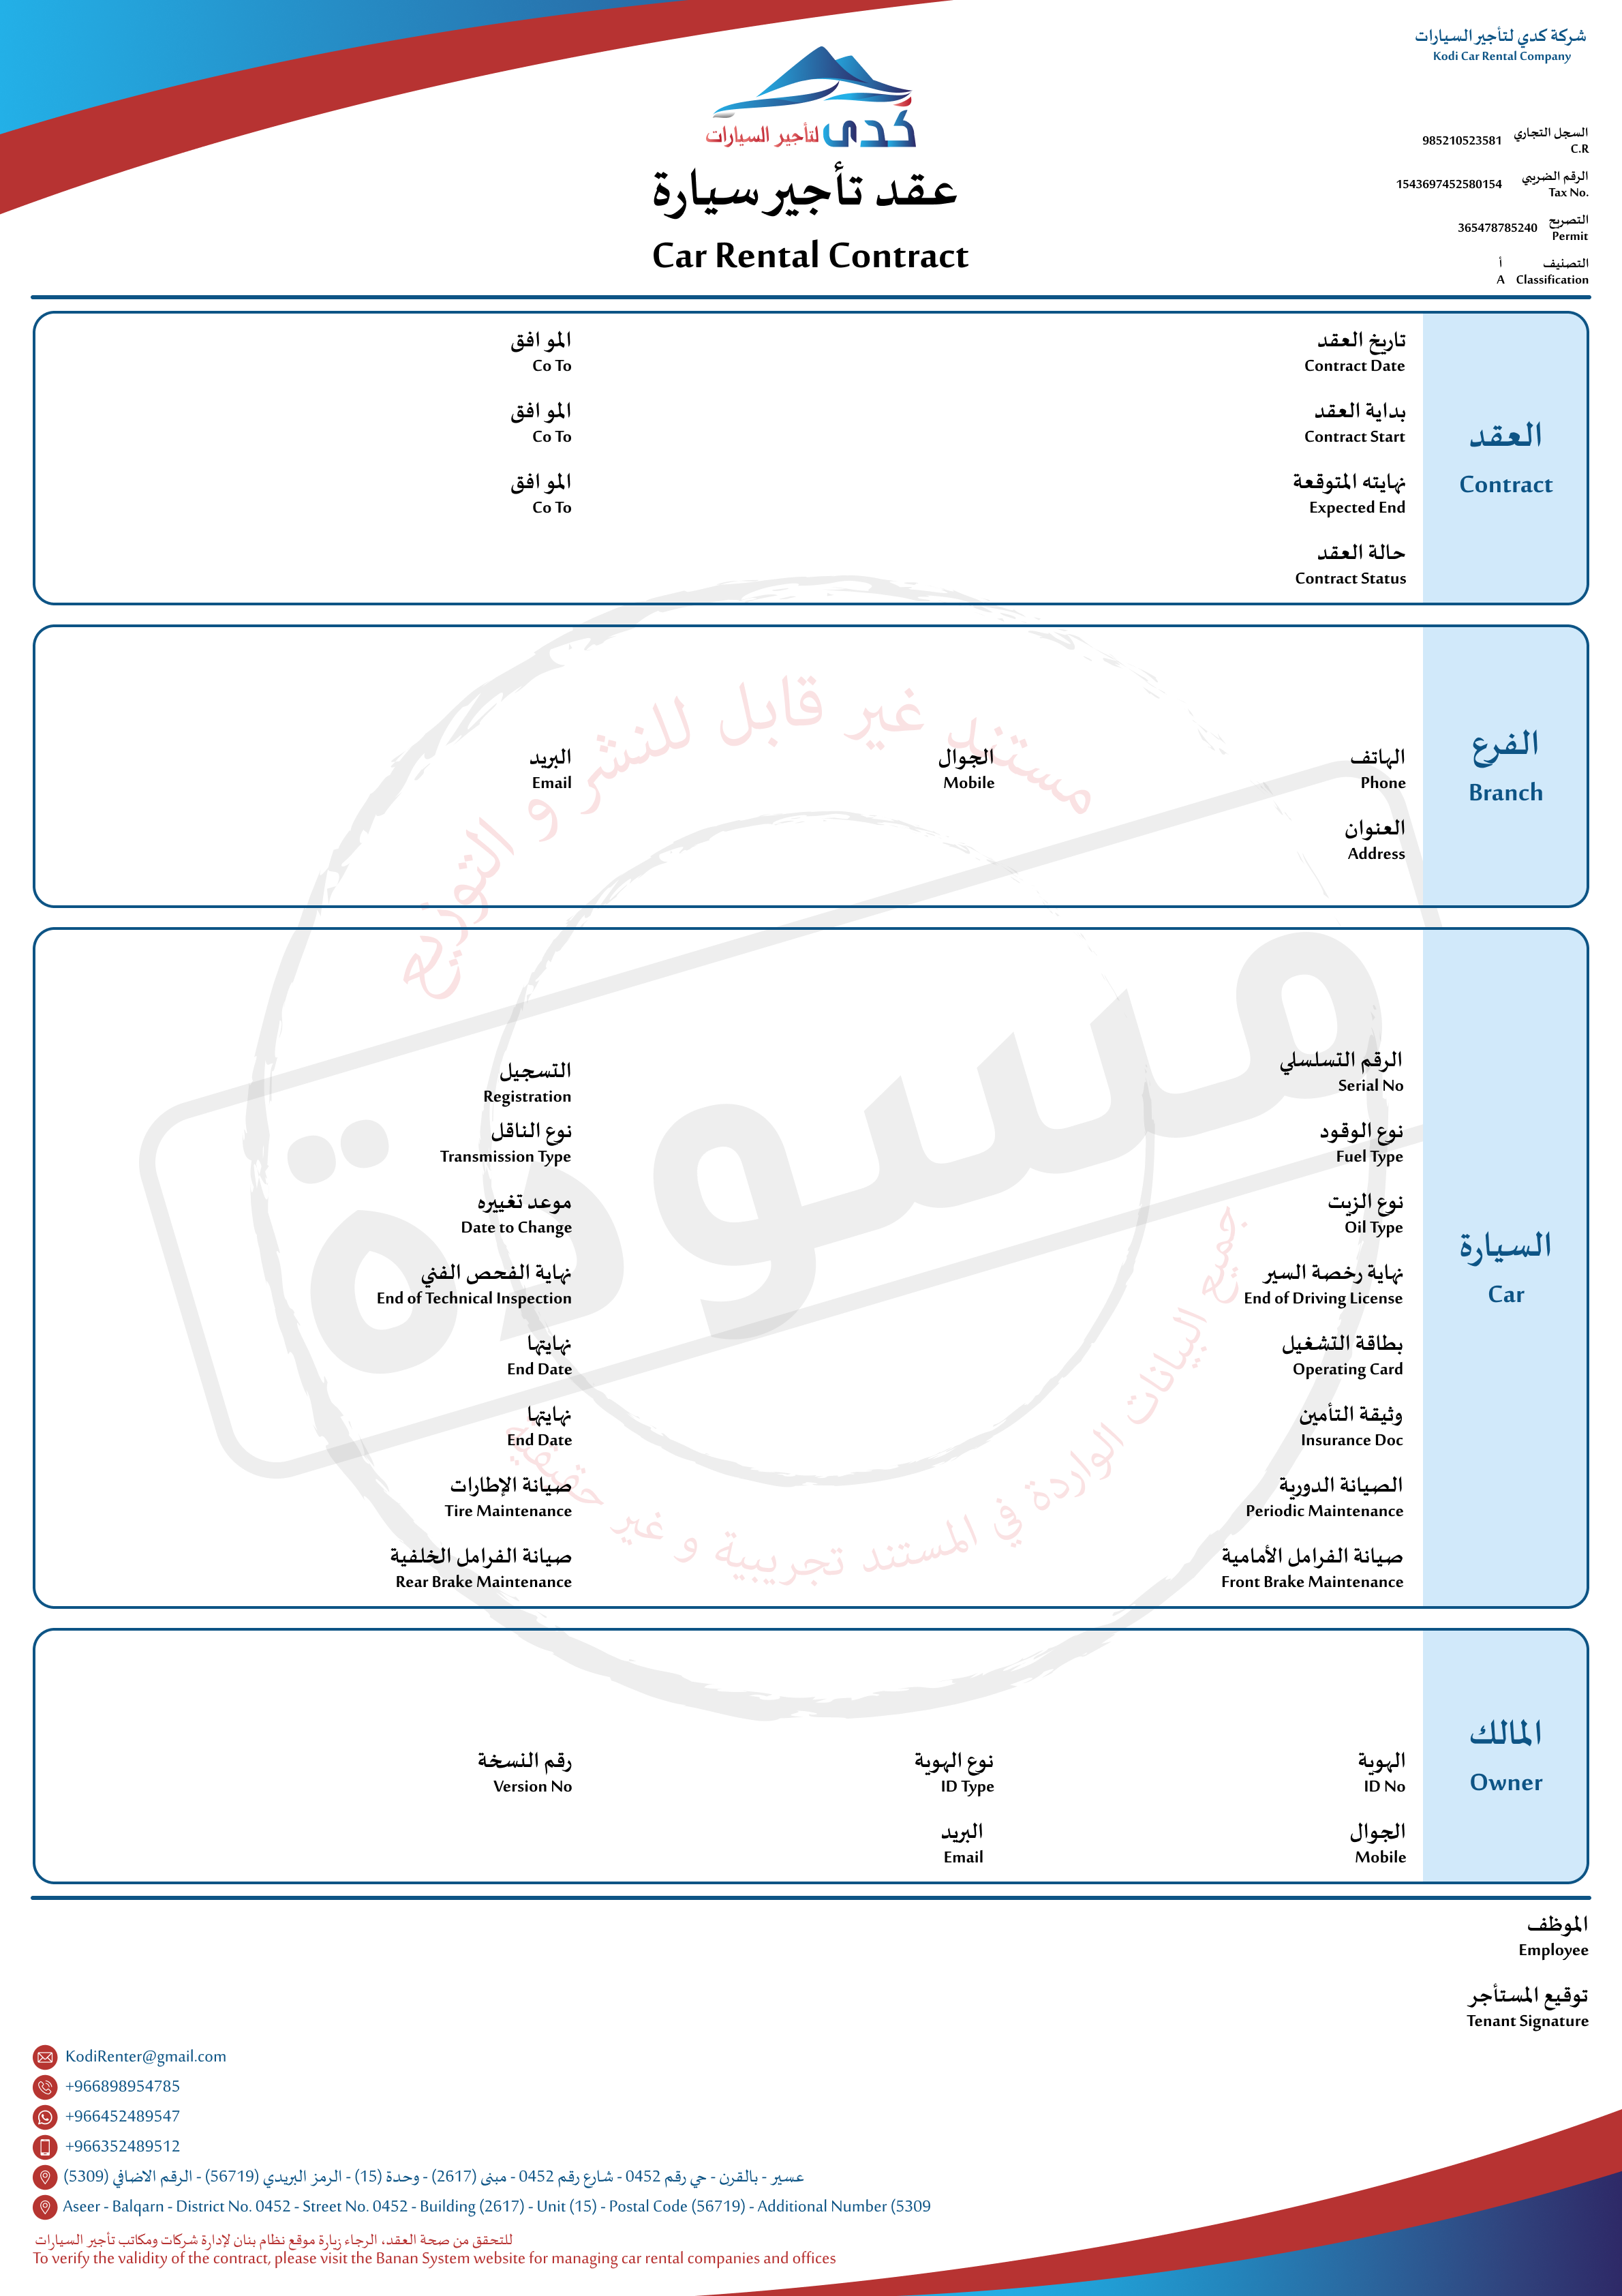 شركة كدي لتأجير السيارات
Kodi Car Rental Company
كدي لتأجير السيارات
عقد تأجير سيارة
Car Rental Contract
السجل التجاري 985210523581
C.R
الرقم الضريبي 1543697452580154
Tax No.
التصريح 365478785240
Permit
التصنيف أ
Classification A
العقد
Contract
تاريخ العقد الموافق
Contract Date Co To
بداية العقد الموافق
Contract Start Co To
نهايته المتوقعة الموافق
Expected End Co To
حالة العقد
Contract Status
مستند غير قابل للنشر و التوزيع
الفرع
Branch
الهاتف الجوال البريد
Phone Mobile Email
العنوان
Address
مسودة
السيارة
Car
الرقم التسلسلي التسجيل
Serial No Registration
نوع الوقود نوع الناقل
Fuel Type Transmission Type
نوع الزيت موعد تغييره
Oil Type Date to Change
نهاية رخصة السير نهاية الفحص الفني
End of Driving License End of Technical Inspection
بطاقة التشغيل نهايتها
Operating Card End Date
وثيقة التأمين نهايتها
Insurance Doc End Date
الصيانة الدورية صيانة الإطارات
Periodic Maintenance Tire Maintenance
صيانة الفرامل الأمامية صيانة الفرامل الخلفية
Front Brake Maintenance Rear Brake Maintenance
جميع البيانات الواردة في المستند تجريبية و غير حقيقية
المالك
Owner
الهوية نوع الهوية رقم النسخة
ID No ID Type Version No
الجوال البريد
Mobile Email
الموظف
Employee
توقيع المستأجر
Tenant Signature
KodiRenter@gmail.com
+966898954785
+966452489547
+966352489512
عسير - بالقرن - حي رقم 0452 - شارع رقم 0452 - مبنى (2617) - وحدة (15) - الرمز البريدي (56719) - الرقم الاضافي (5309)
Aseer - Balqarn - District No. 0452 - Street No. 0452 - Building (2617) - Unit (15) - Postal Code (56719) - Additional Number (5309
للتحقق من صحة العقد، الرجاء زيارة موقع نظام بنان لإدارة شركات ومكاتب تأجير السيارات
To verify the validity of the contract, please visit the Banan System website for managing car rental companies and offices